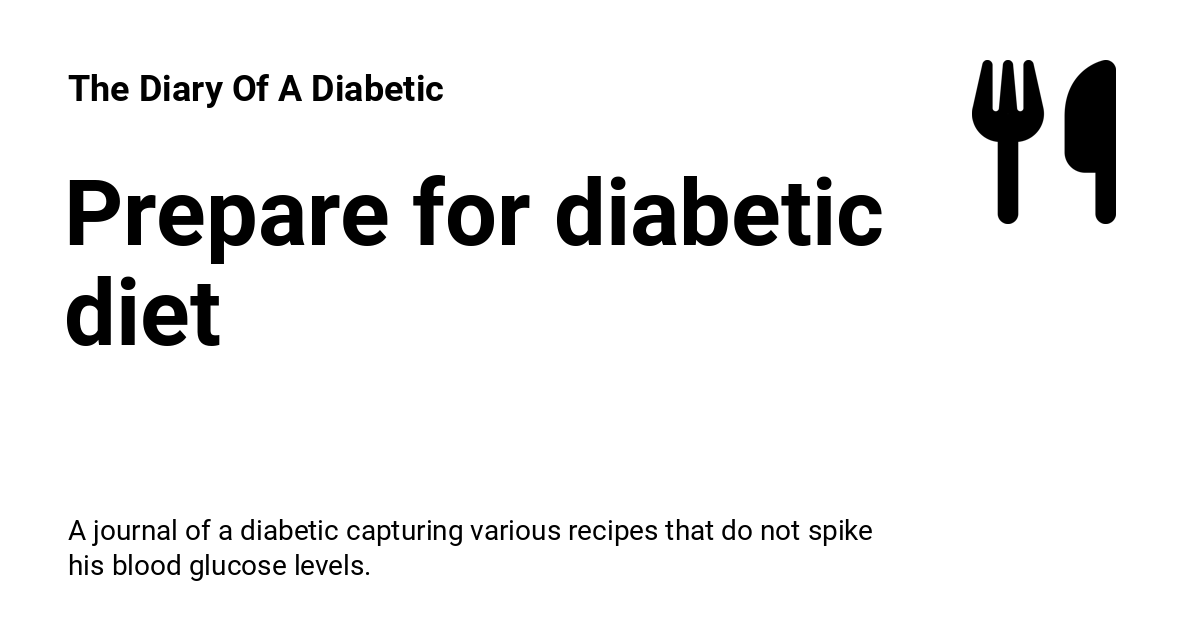 The Diary Of A Diabetic
Prepare for diabetic
diet
A journal of a diabetic capturing various recipes that do not spike
his blood glucose levels.